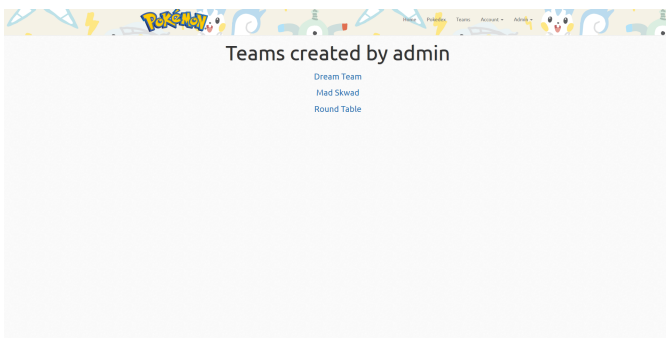 Pokémon
Home Pokedex Teams Account Admin
Teams created by admin
Dream Team
Mad Skwad
Round Table